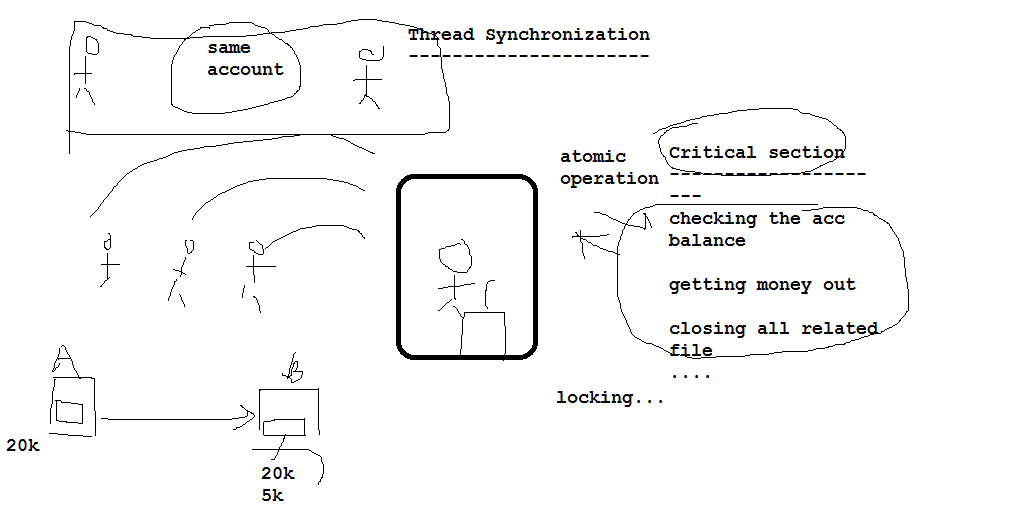 Thread Synchronization
----------------------
same
account
atomic
operation
Critical section
------------------
---
checking the acc
balance
getting money out
closing all related
file
....
locking...
A
B
20k
20k
5k